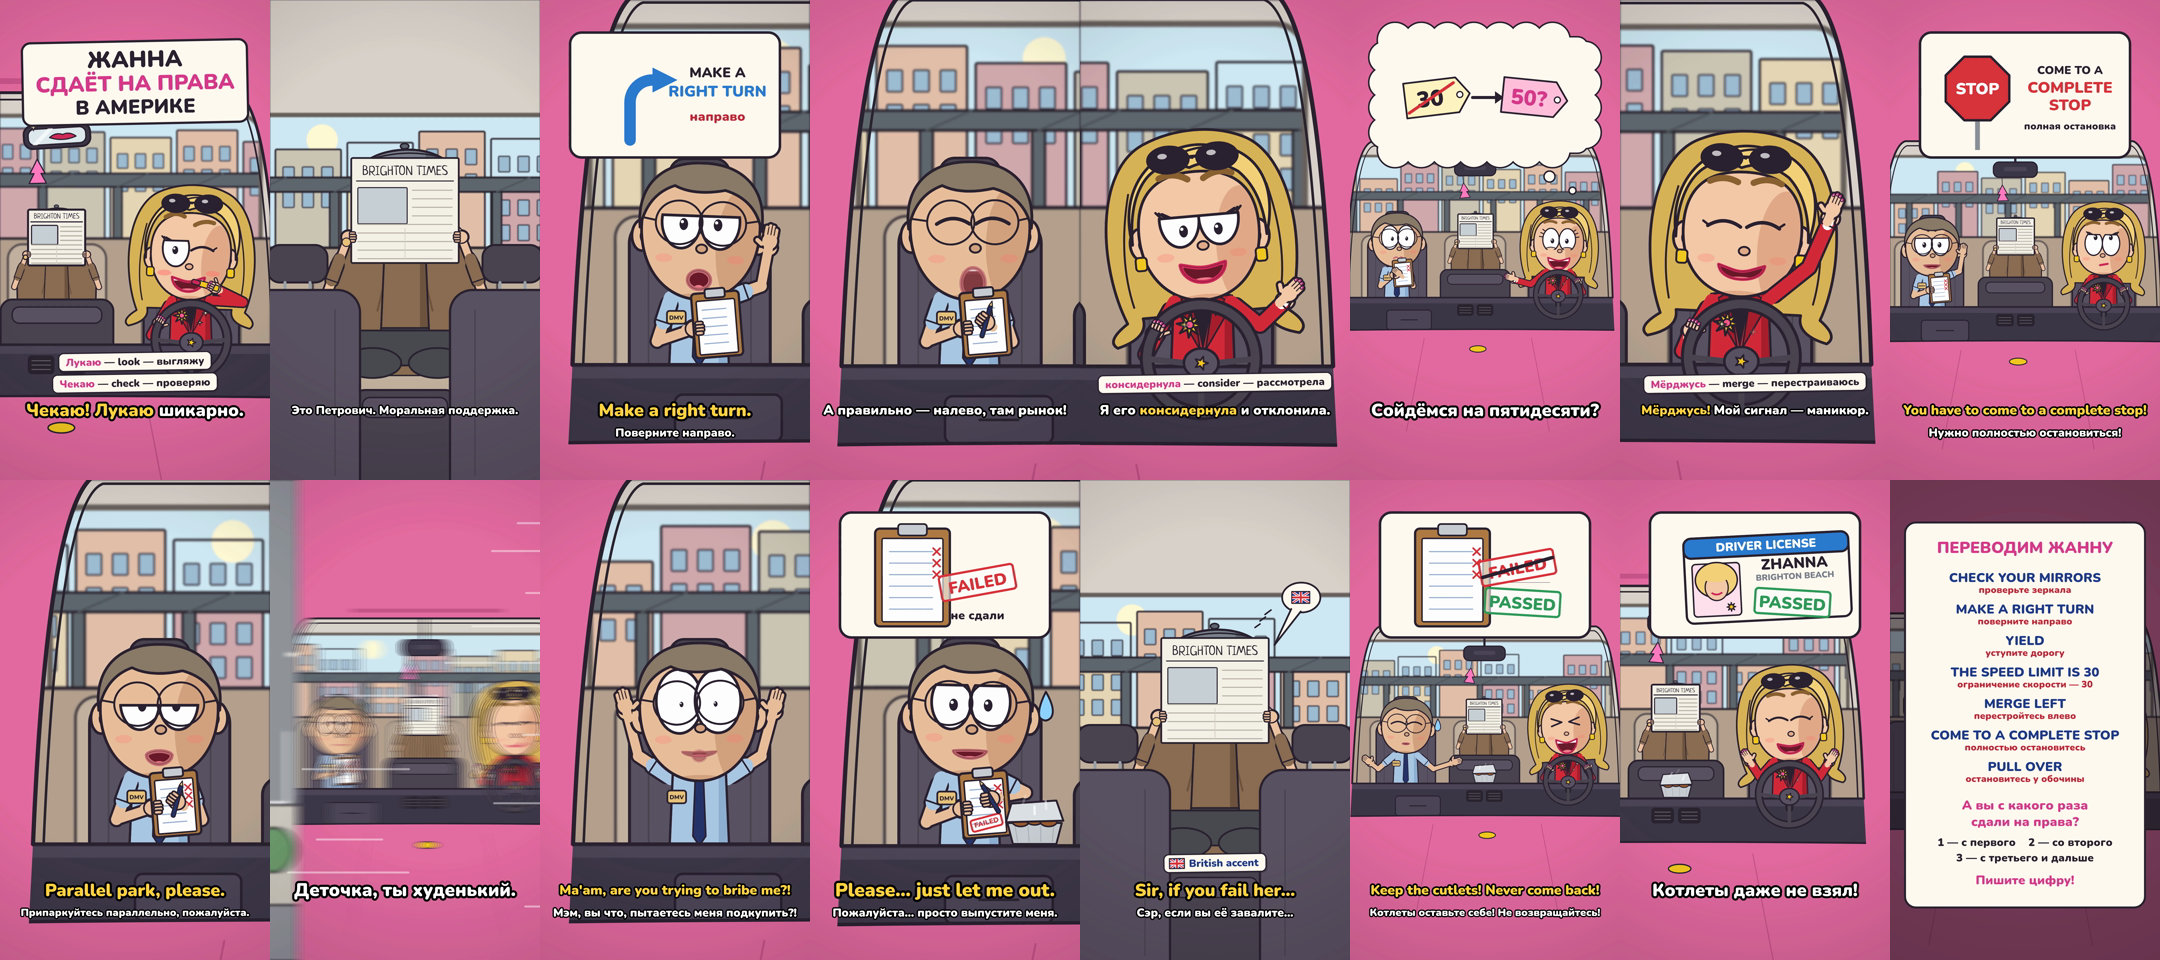 ЖАННА
СДАЁТ НА ПРАВА
В АМЕРИКЕ
BRIGHTON TIMES
Лукаю — look — выгляжу
Чекаю — check — проверяю
Чекаю! Лукаю шикарно.
BRIGHTON TIMES
Это Петрович. Моральная поддержка.
MAKE A
RIGHT TURN
направо
DMV
Make a right turn.
Поверните направо.
DMV
А правильно — налево, там рынок!
консидернула — consider — рассмотрела
Я его консидернула и отклонила.
30
50?
BRIGHTON TIMES
Сойдёмся на пятидесяти?
Мёрджусь — merge — перестраиваюсь
Мёрджусь! Мой сигнал — маникюр.
STOP
COME TO A
COMPLETE
STOP
полная остановка
BRIGHTON TIMES
You have to come to a complete stop!
Нужно полностью остановиться!
DMV
Parallel park, please.
Припаркуйтесь параллельно, пожалуйста.
Деточка, ты худенький.
DMV
Ma'am, are you trying to bribe me?!
Мэм, вы что, пытаетесь меня подкупить?!
FAILED
не сдали
DMV
FAILED
Please... just let me out.
Пожалуйста... просто выпустите меня.
BRIGHTON TIMES
British accent
Sir, if you fail her...
Сэр, если вы её завалите...
FAILED
PASSED
BRIGHTON TIMES
Keep the cutlets! Never come back!
Котлеты оставьте себе! Не возвращайтесь!
DRIVER LICENSE
ZHANNA
BRIGHTON BEACH
PASSED
BRIGHTON TIMES
Котлеты даже не взял!
ПЕРЕВОДИМ ЖАННУ
CHECK YOUR MIRRORS
проверьте зеркала
MAKE A RIGHT TURN
поверните направо
YIELD
уступите дорогу
THE SPEED LIMIT IS 30
ограничение скорости — 30
MERGE LEFT
перестройтесь влево
COME TO A COMPLETE STOP
полностью остановитесь
PULL OVER
остановитесь у обочины
А вы с какого раза
сдали на права?
1 — с первого 2 — со второго
3 — с третьего и дальше
Пишите цифру!